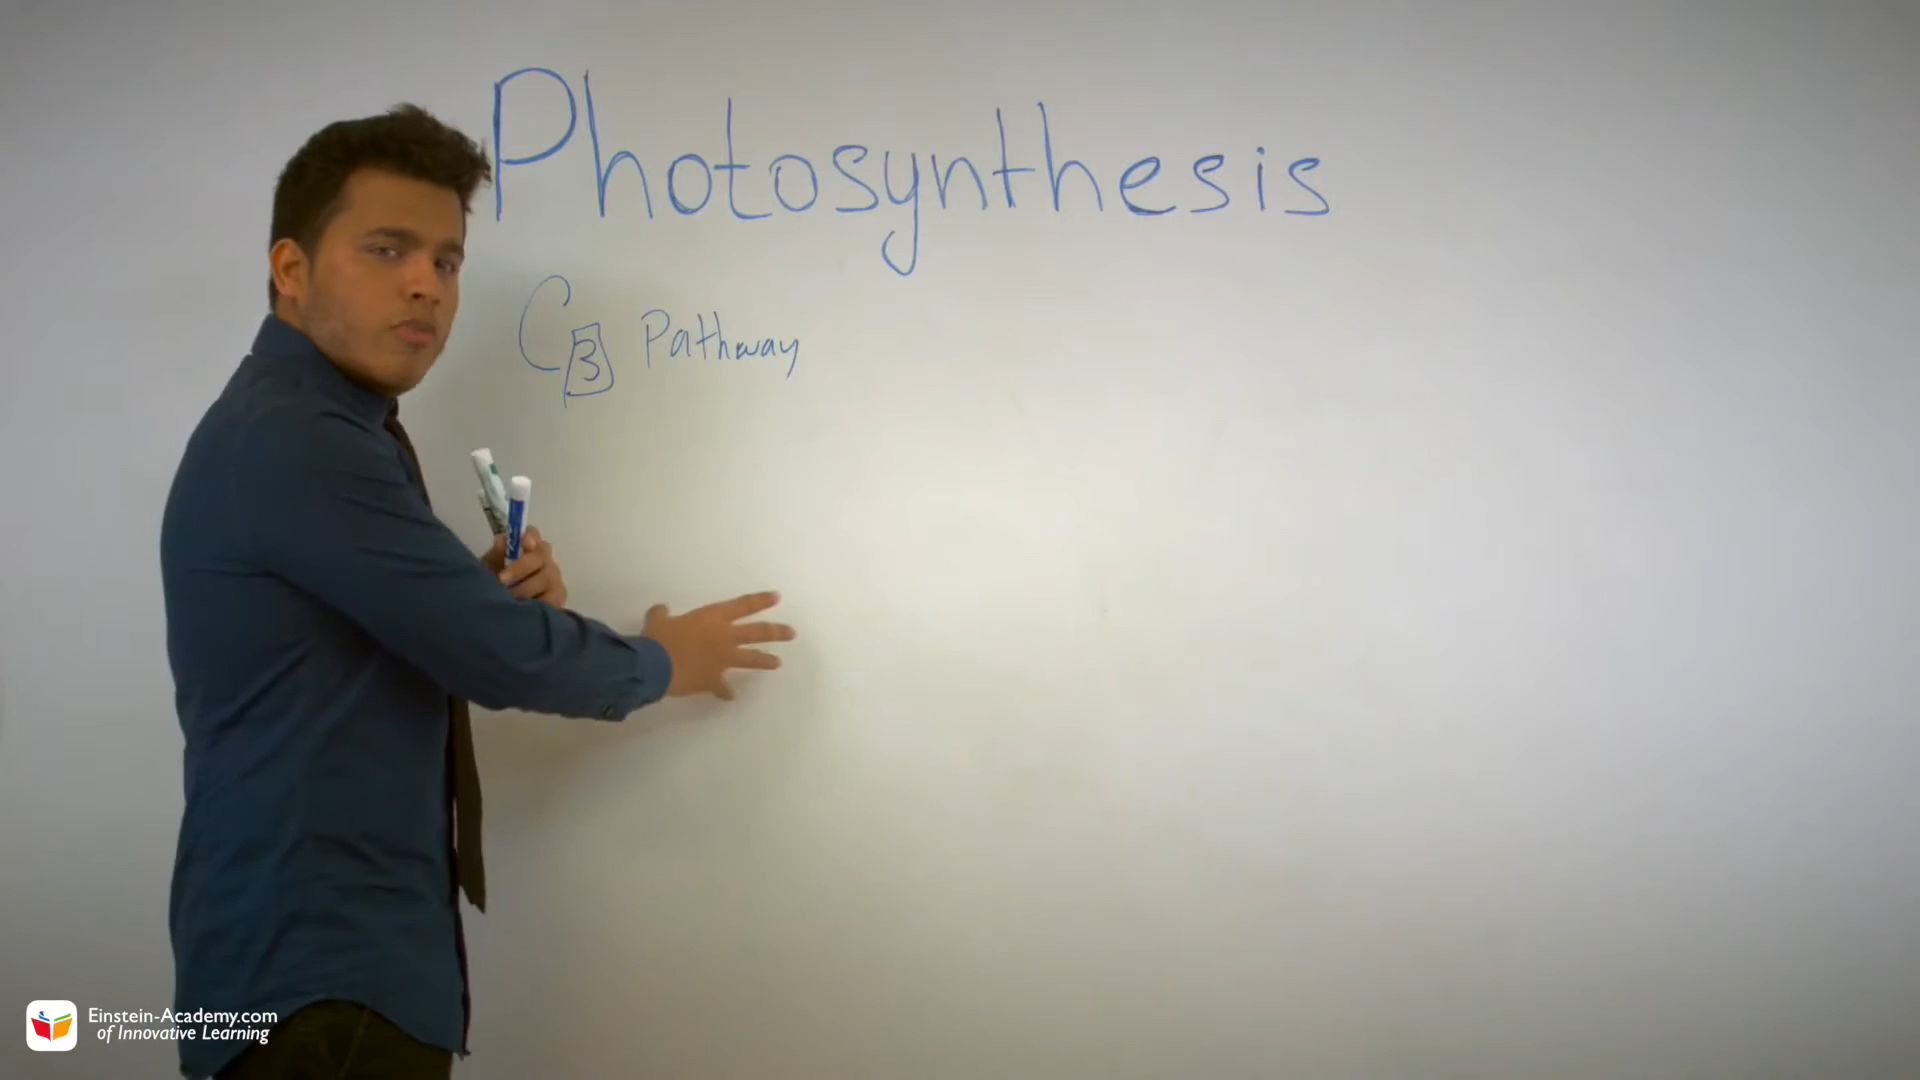 Photosynthesis
C3 Pathway
Einstein-Academy.com
of Innovative Learning